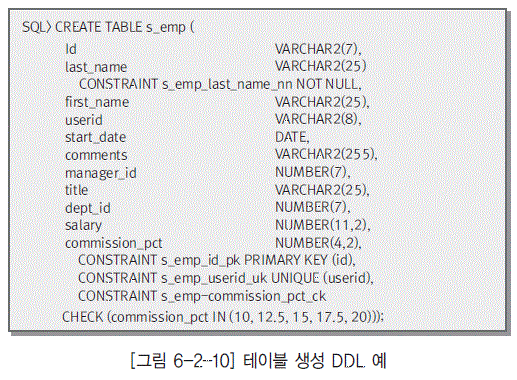 SQL> CREATE TABLE s_emp (
Id VARCHAR2(7),
last_name VARCHAR2(25)
CONSTRAINT s_emp_last_name_nn NOT NULL,
first_name VARCHAR2(25),
userid VARCHAR2(8),
start_date DATE,
comments VARCHAR2(255),
manager_id NUMBER(7),
title VARCHAR2(25),
dept_id NUMBER(7),
salary NUMBER(11,2),
commission_pct NUMBER(4,2),
CONSTRAINT s_emp_id_pk PRIMARY KEY (id),
CONSTRAINT s_emp_userid_uk UNIQUE (userid),
CONSTRAINT s_emp-commission_pct_ck
CHECK (commission_pct IN (10, 12.5, 15, 17.5, 20)));
[그림 6-2-10] 테이블 생성 DDL 예